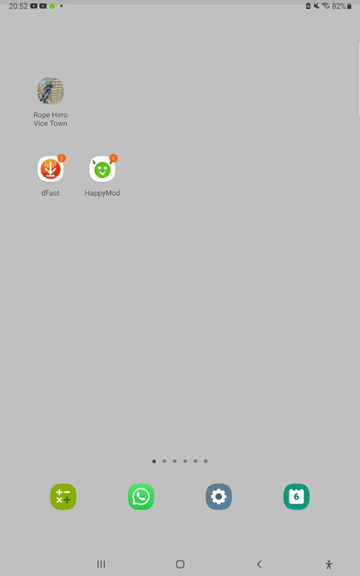 20:52
82%
Rope Hero
Vice Town
1
1
dFast
HappyMod
6